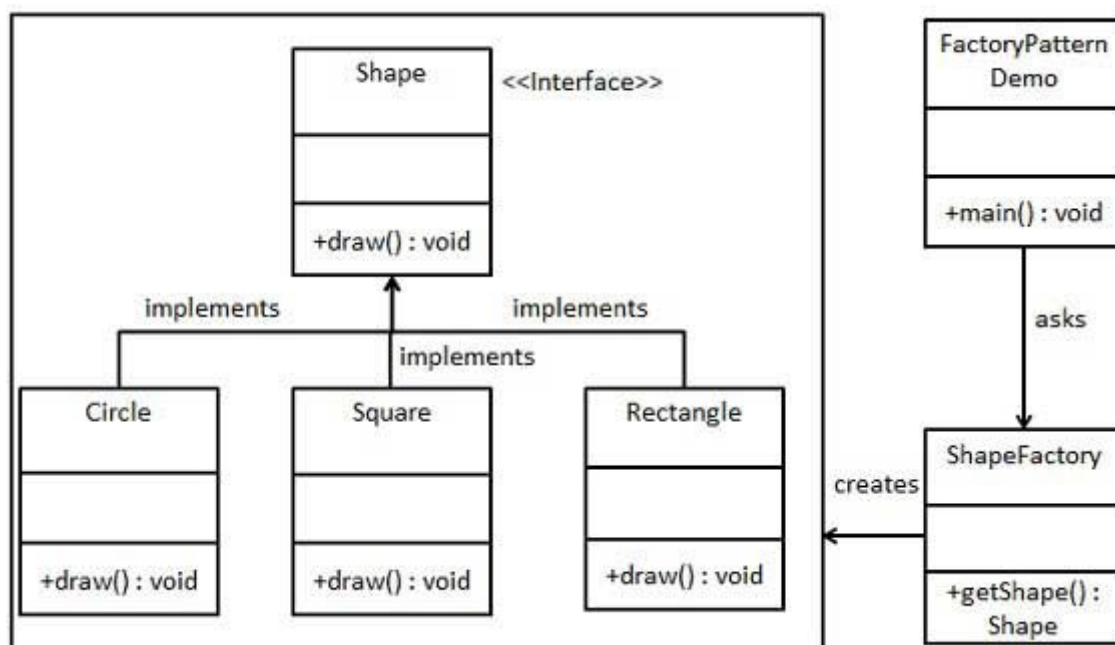 Shape
<<Interface>>
+draw() : void
implements
implements
implements
Circle
+draw() : void
Square
+draw() : void
Rectangle
+draw() : void
FactoryPattern
Demo
+main() : void
asks
ShapeFactory
creates
+getShape() :
Shape